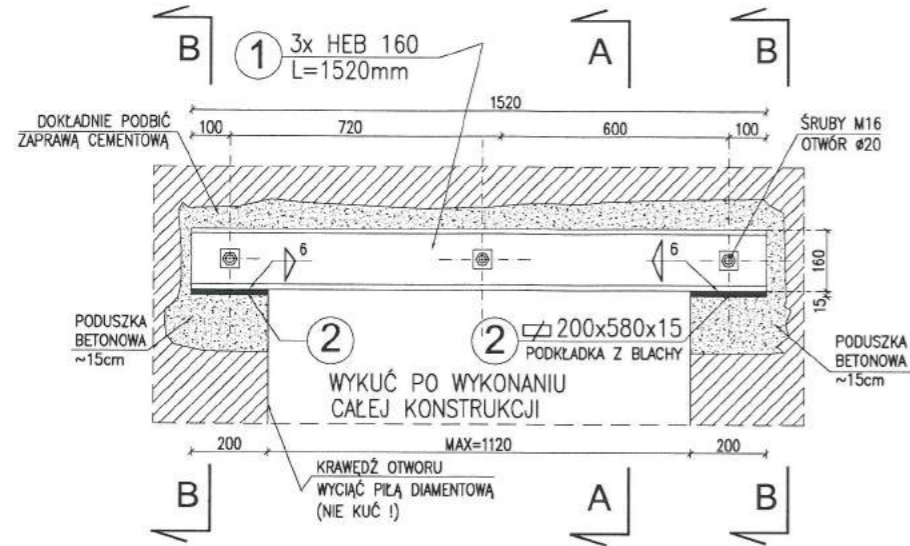 B
A
B
1
3x HEB 160
L=1520mm
1520
DOKŁADNIE PODBIĆ
ZAPRAWĄ CEMENTOWĄ
100
720
600
100
ŚRUBY M16
OTWÓR ø20
6
6
160
15
PODUSZKA
BETONOWA
~15cm
2
2
200x580x15
PODKŁADKA Z BLACHY
PODUSZKA
BETONOWA
~15cm
WYKUĆ PO WYKONANIU
CAŁEJ KONSTRUKCJI
200
MAX=1120
200
KRAWĘDŹ OTWORU
WYCIĄĆ PIŁĄ DIAMENTOWĄ
(NIE KUĆ !)
B
A
B